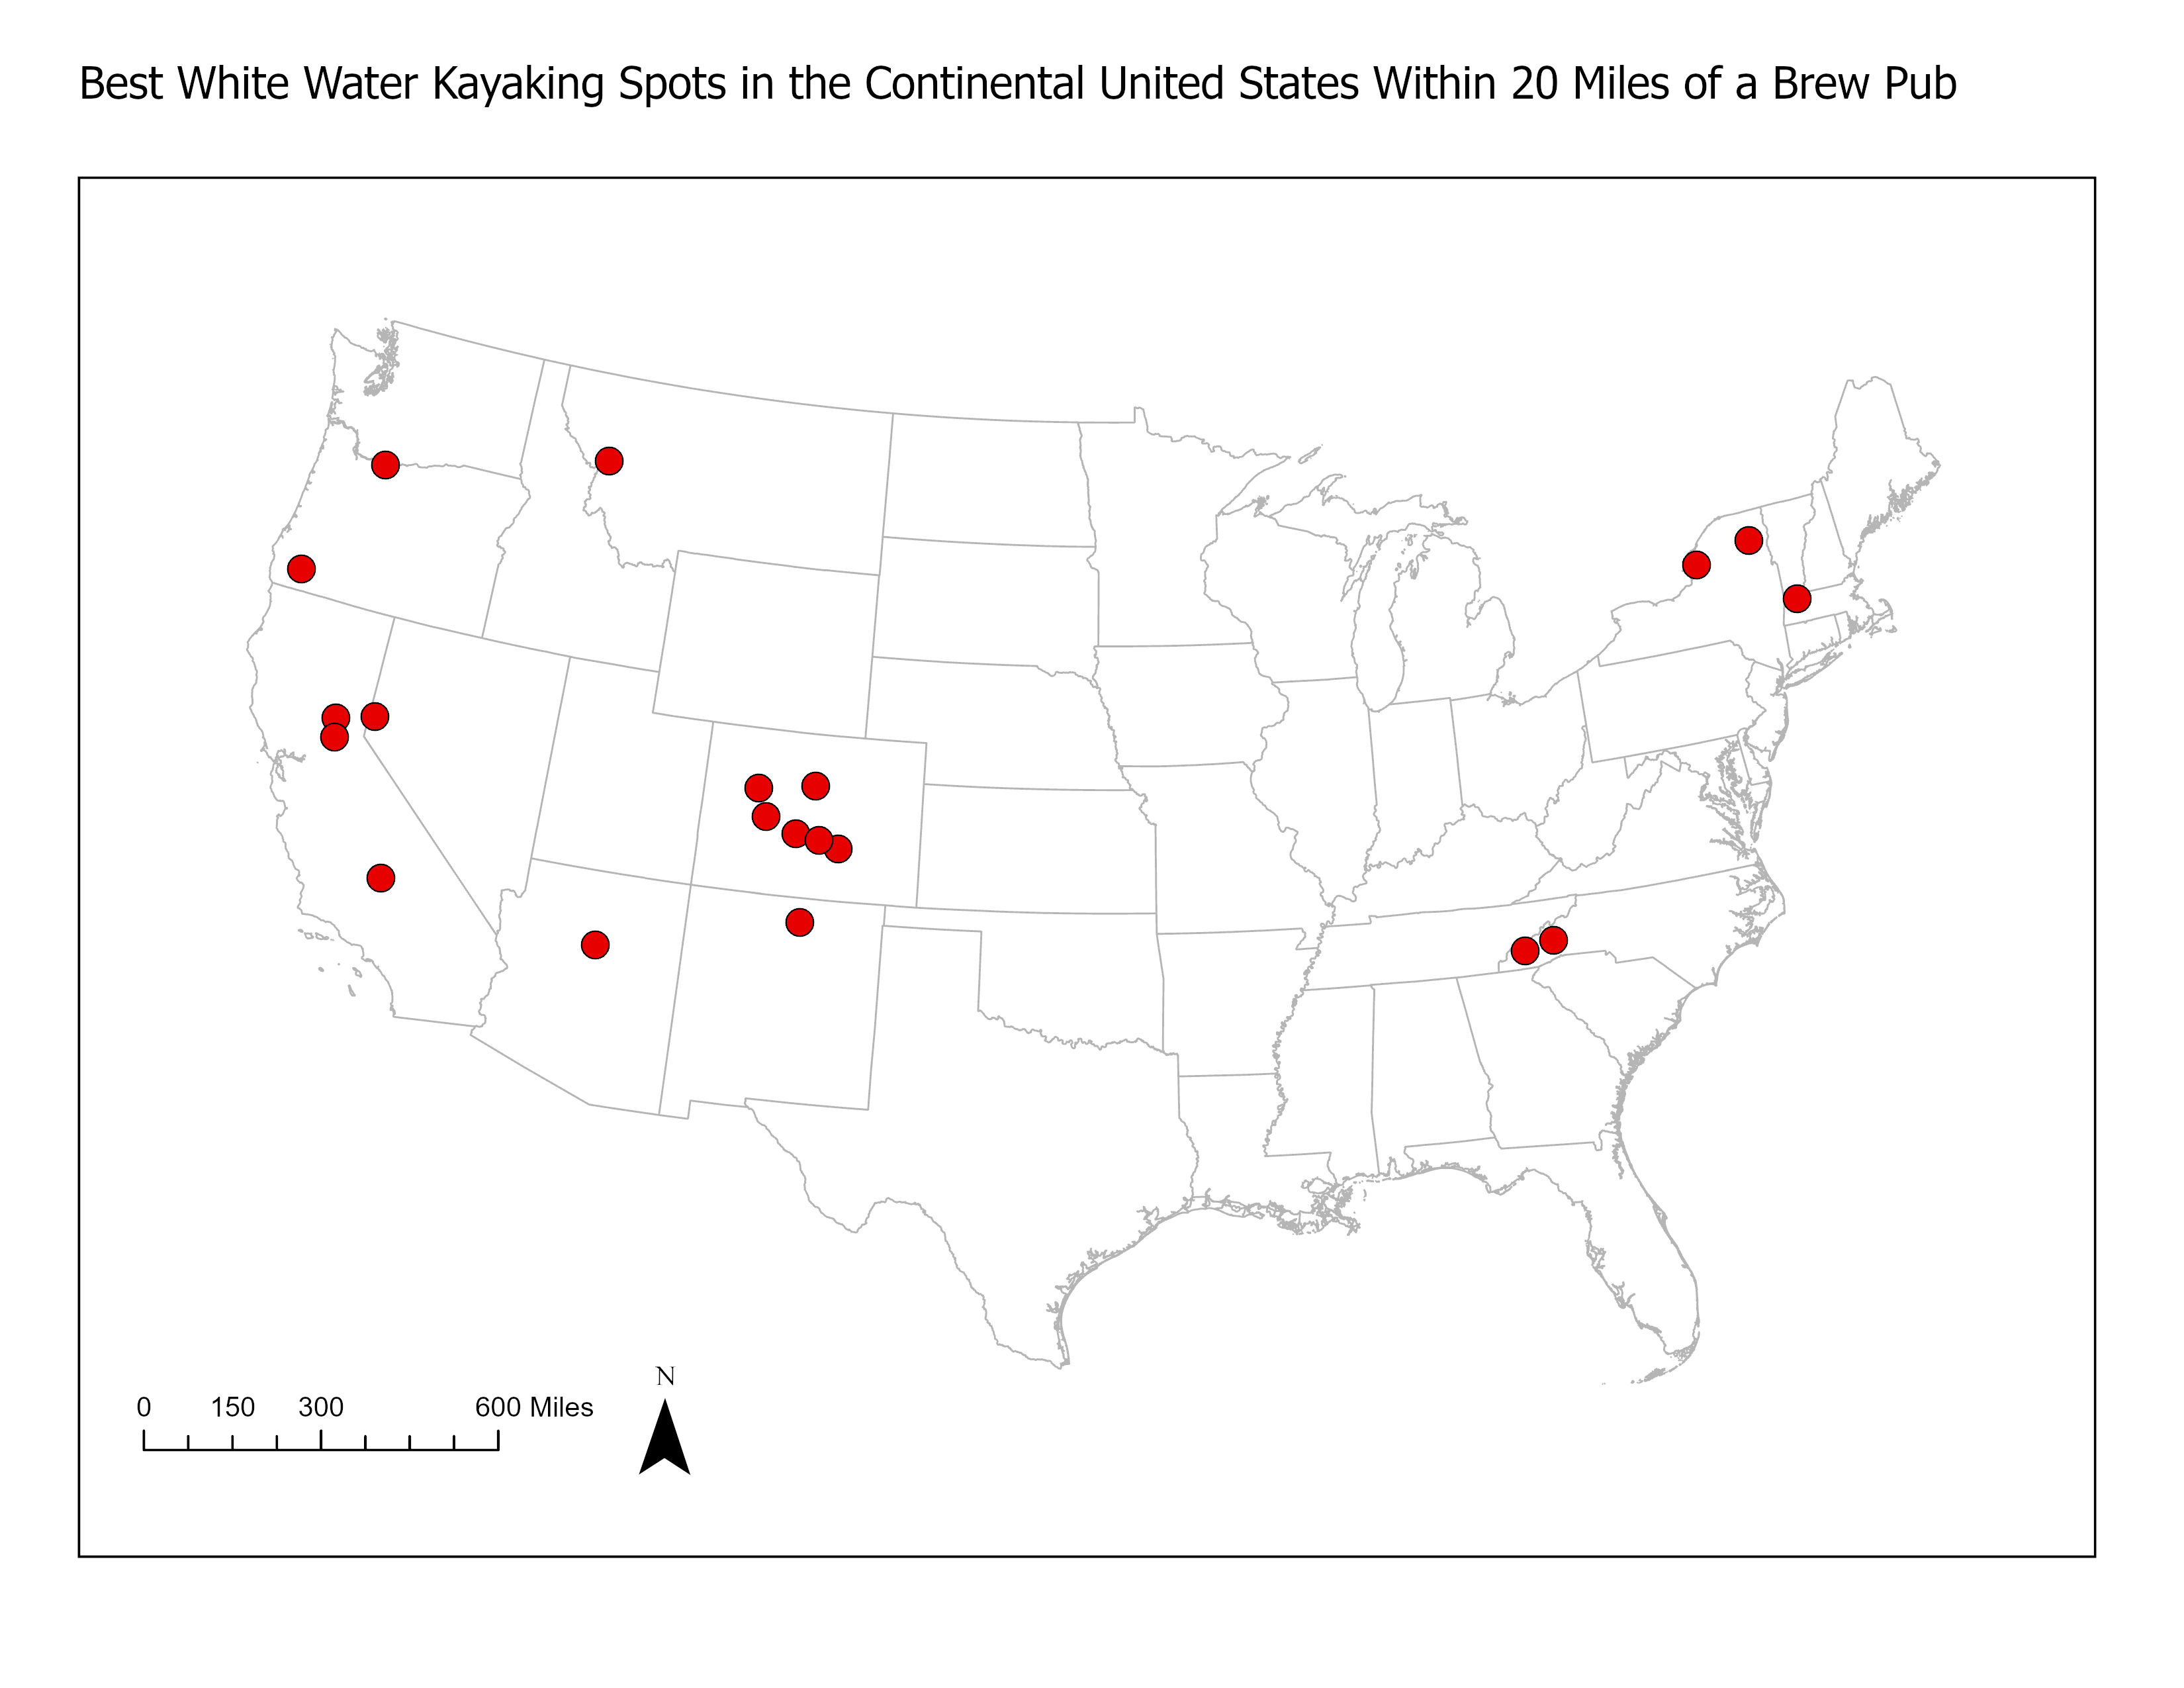 Best White Water Kayaking Spots in the Continental United States Within 20 Miles of a Brew Pub
N
0 150 300 600 Miles